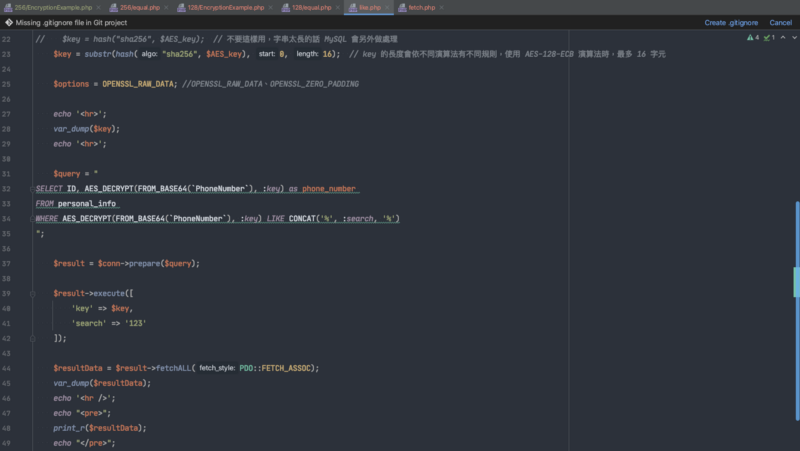 256/EncryptionExample.php × 256/equal.php × 128/EncryptionExample.php × 128/equal.php × like.php × fetch.php ×
Missing .gitignore file in Git project Create .gitignore Cancel
22 // $key = hash("sha256", $AES_key); // 不要這樣用，字串太長的話 MySQL 會另外做處理 4 1
23 $key = substr(hash( algo: "sha256", $AES_key), start: 0, length: 16); // key 的長度會依不同演算法有不同規則，使用 AES-128-ECB 演算法時，最多 16 字元
24
25 $options = OPENSSL_RAW_DATA; //OPENSSL_RAW_DATA、OPENSSL_ZERO_PADDING
26
27 echo '<hr>';
28 var_dump($key);
29 echo '<hr>';
30
31 $query = "
32 SELECT ID, AES_DECRYPT(FROM_BASE64(`PhoneNumber`), :key) as phone_number
33 FROM personal_info
34 WHERE AES_DECRYPT(FROM_BASE64(`PhoneNumber`), :key) LIKE CONCAT('%', :search, '%')
35 ";
36
37 $result = $conn->prepare($query);
38
39 $result->execute([
40 'key' => $key,
41 'search' => '123'
42 ]);
43
44 $resultData = $result->fetchALL( fetch_style: PDO::FETCH_ASSOC);
45 var_dump($resultData);
46 echo '<hr />';
47 echo "<pre>";
48 print_r($resultData);
49 echo "</pre>";